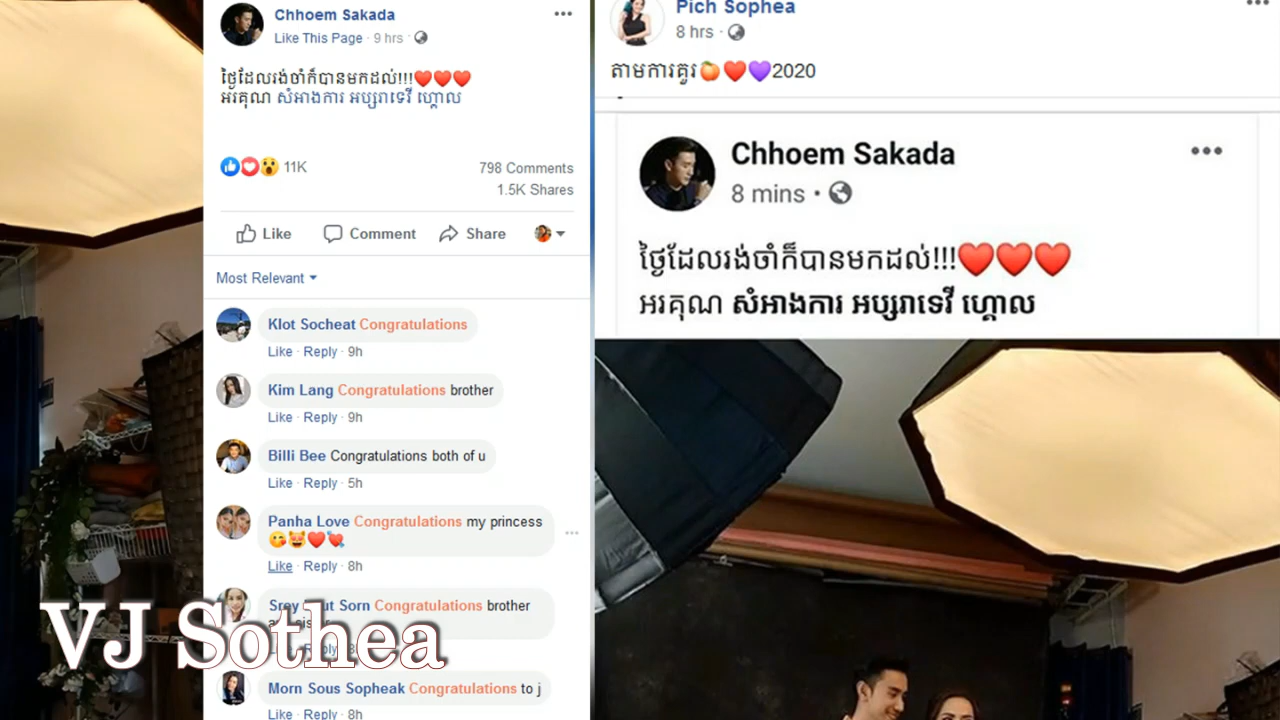 Chhoem Sakada
Like This Page · 9 hrs ·
ថ្ងៃដែលរង់ចាំក៏បានមកដល់!!!❤️❤️❤️
អរគុណ សំអាងការ អប្សរាទេវី ហ្គោល
11K
798 Comments
1.5K Shares
Like Comment Share
Most Relevant
Klot Socheat Congratulations
Like · Reply · 9h
Kim Lang Congratulations brother
Like · Reply · 9h
Billi Bee Congratulations both of u
Like · Reply · 5h
Panha Love Congratulations my princess
😘😻❤️💘
Like · Reply · 8h
Srey Sorn Congratulations brother
Morn Sous Sopheak Congratulations to j
Like · Reply · 8h
VJ Sothea
Pich Sophea
8 hrs ·
តាមការគួរ🍊❤️💜2020
Chhoem Sakada
8 mins ·
ថ្ងៃដែលរង់ចាំក៏បានមកដល់!!!❤️❤️❤️
អរគុណ សំអាងការ អប្សរាទេវី ហ្គោល